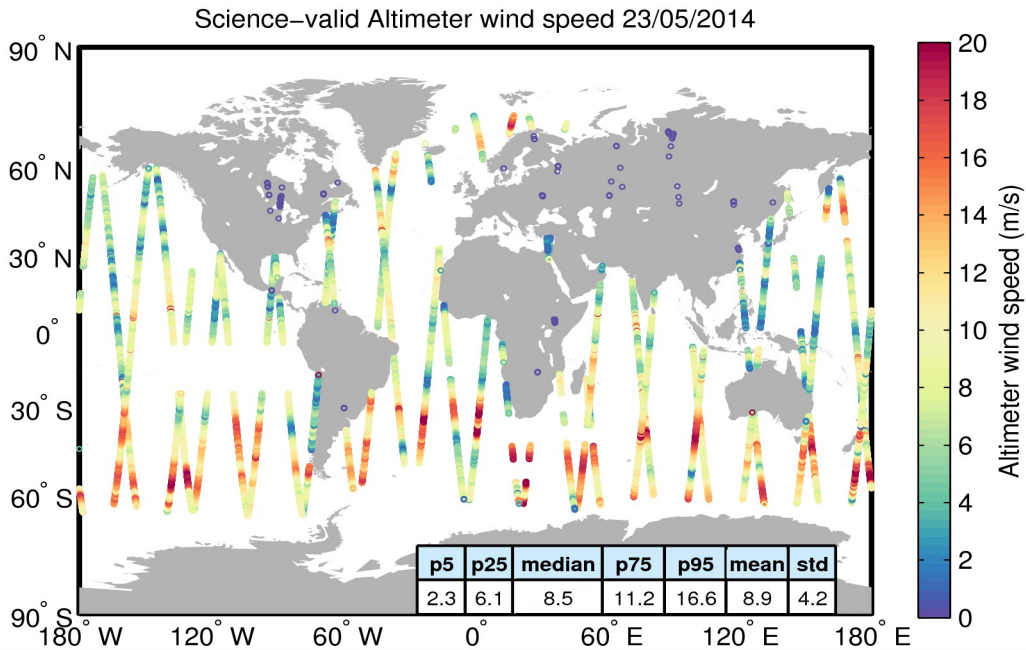 Science−valid Altimeter wind speed 23/05/2014
90° N
60° N
30° N
0°
30° S
60° S
90° S
180° W
120° W
60° W
0°
60° E
120° E
180° E
p5 p25 median p75 p95 mean std
2.3 6.1 8.5 11.2 16.6 8.9 4.2
20
18
16
14
12
10
8
6
4
2
0
Altimeter wind speed (m/s)